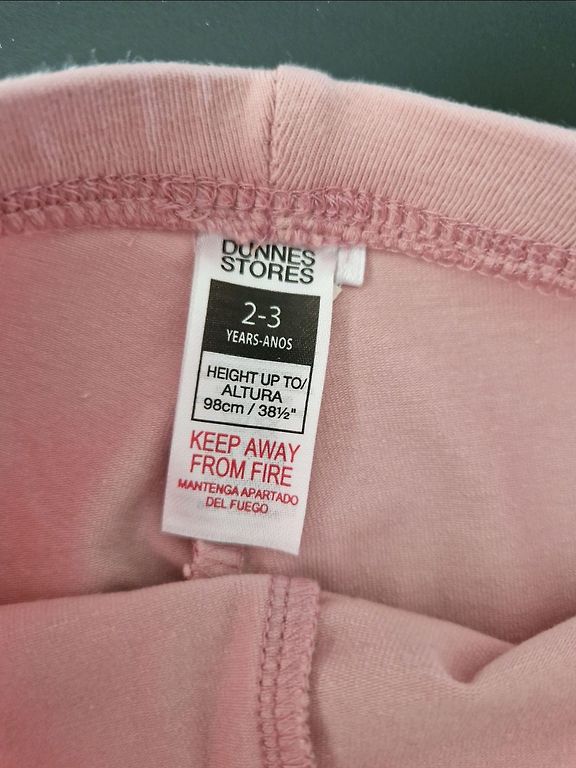 DUNNES
STORES
2-3
YEARS-ANOS
HEIGHT UP TO/
ALTURA
98cm / 38½"
KEEP AWAY
FROM FIRE
MANTENGA APARTADO
DEL FUEGO